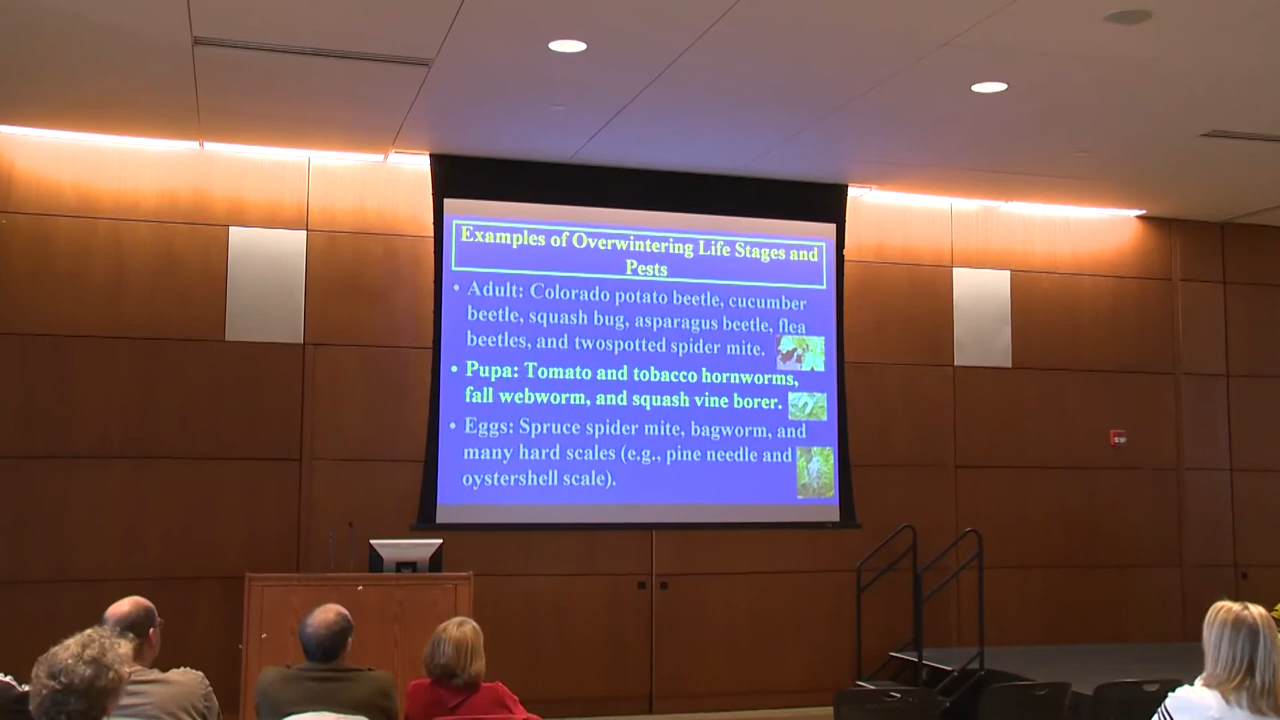 Examples of Overwintering Life Stages and
Pests
• Adult: Colorado potato beetle, cucumber
beetle, squash bug, asparagus beetle, flea
beetles, and twospotted spider mite.
• Pupa: Tomato and tobacco hornworms,
fall webworm, and squash vine borer.
• Eggs: Spruce spider mite, bagworm, and
many hard scales (e.g., pine needle and
oystershell scale).